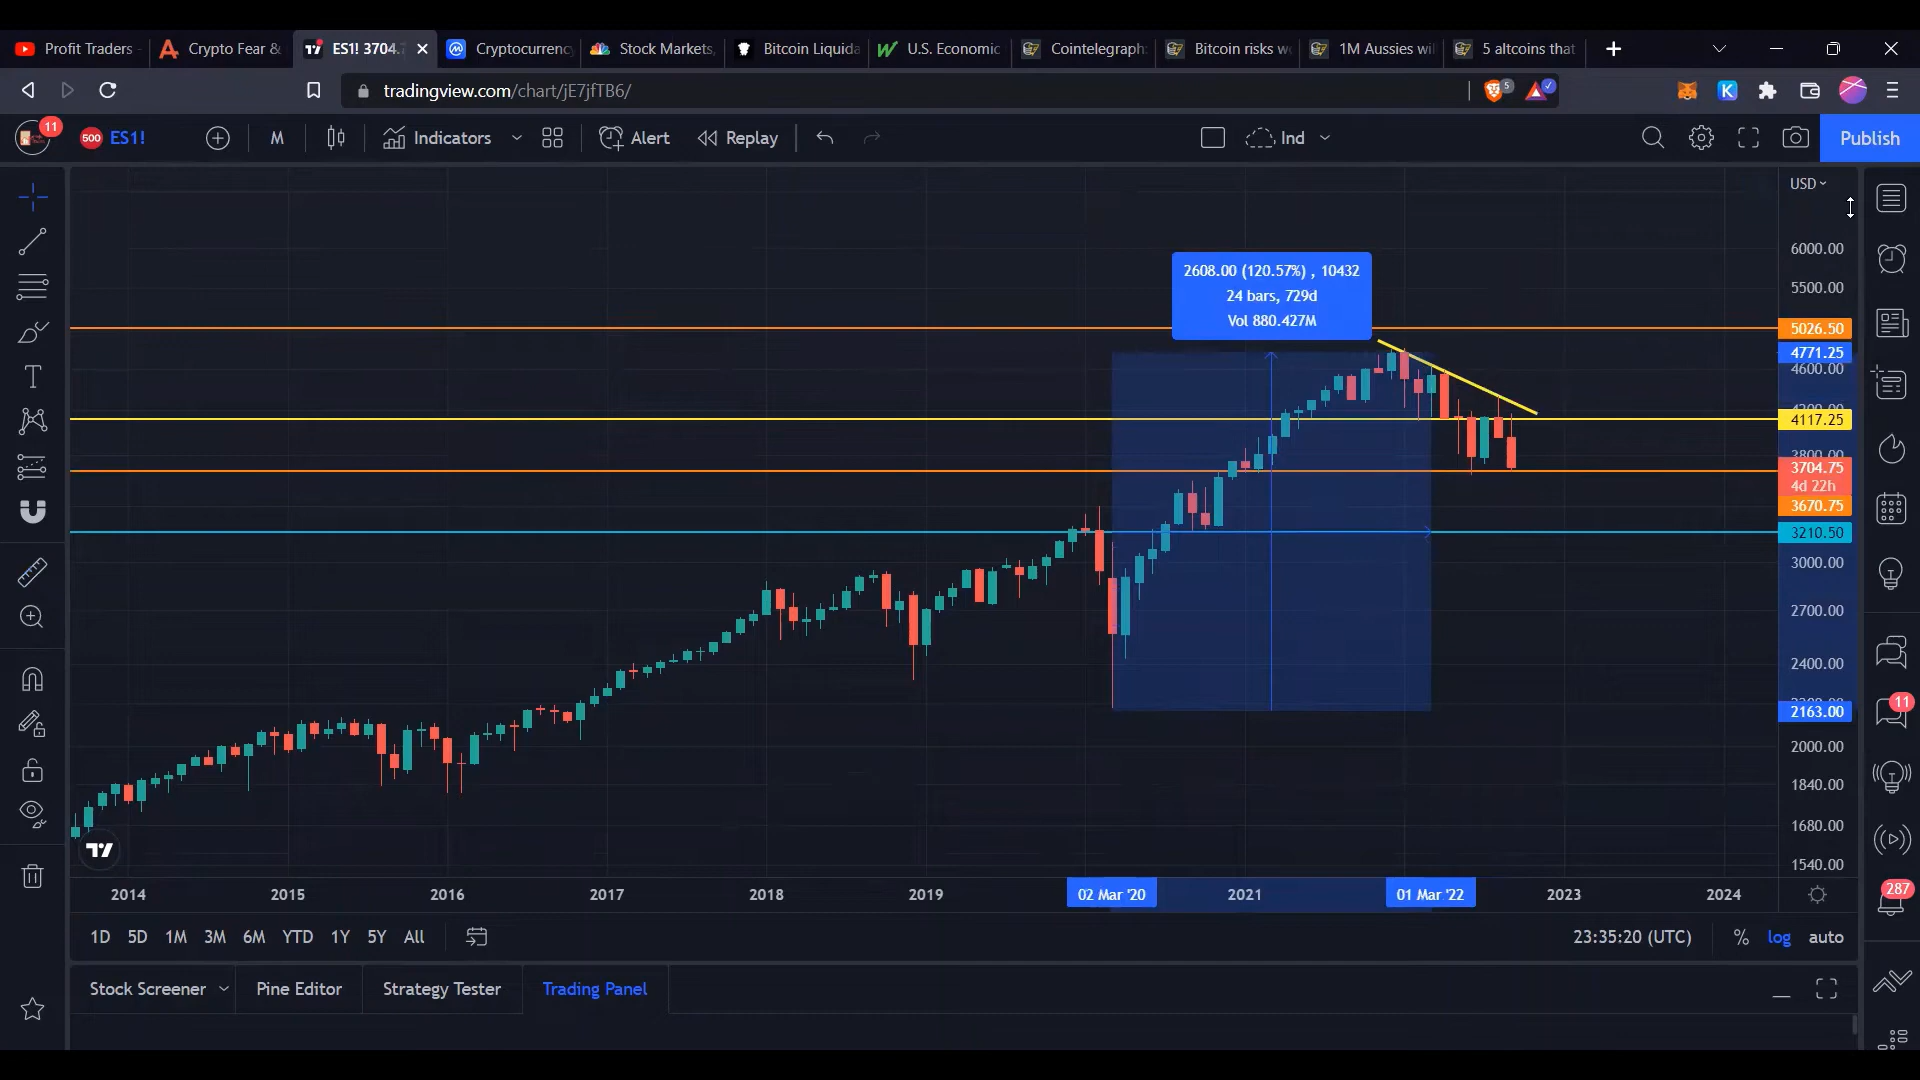 Profit Traders
Crypto Fear &
ES1! 3704.
Cryptocurrenc
Stock Markets,
Bitcoin Liquida
U.S. Economic
Cointelegraph
Bitcoin risks w
1M Aussies wil
5 altcoins that
tradingview.com/chart/jE7jfTB6/
5
11
500
ES1!
M
Indicators
Alert
Replay
Ind
Publish
USD
6000.00
5500.00
5026.50
4771.25
4600.00
4117.25
3800.00
3704.75
4d 22h
3670.75
3210.50
3000.00
2700.00
2400.00
2163.00
2000.00
1840.00
1680.00
1540.00
2608.00 (120.57%) , 10432
24 bars, 729d
Vol 880.427M
11
287
2014
2015
2016
2017
2018
2019
02 Mar '20
2021
01 Mar '22
2023
2024
1D 5D 1M 3M 6M YTD 1Y 5Y All
23:35:20 (UTC)
% log auto
Stock Screener
Pine Editor
Strategy Tester
Trading Panel